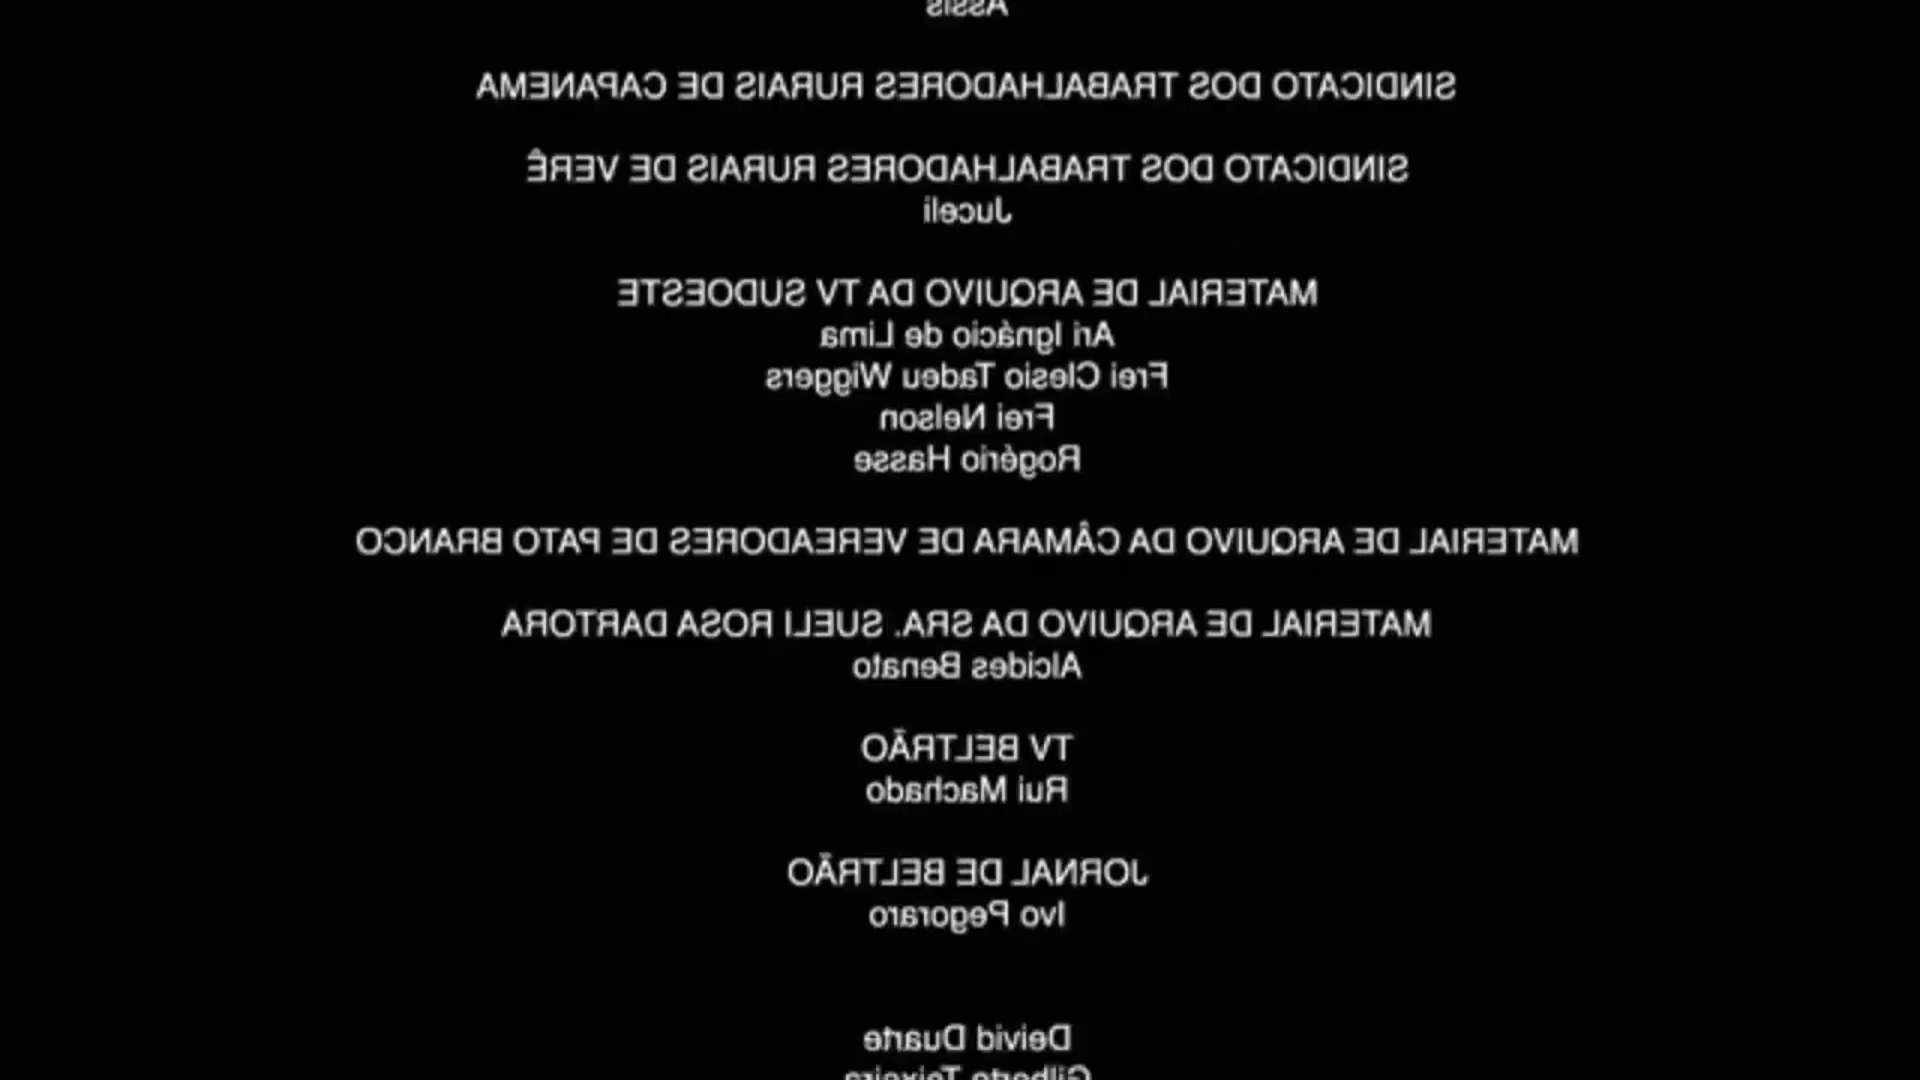 Assis
SINDICATO DOS TRABALHADORES RURAIS DE CAPANEMA
SINDICATO DOS TRABALHADORES RURAIS DE VERÊ
Juceli
MATERIAL DE ARQUIVO DA TV SUDOESTE
Ari Ignácio de Lima
Frei Clesio Tadeu Wiggers
Frei Nelson
Rogério Hasse
MATERIAL DE ARQUIVO DA CÂMARA DE VEREADORES DE PATO BRANCO
MATERIAL DE ARQUIVO DA SRA. SUELI ROSA DARTORA
Alcides Benato
TV BELTRÃO
Rui Machado
JORNAL DE BELTRÃO
Ivo Pegoraro
Deivid Duarte
Gilberto Teixeira